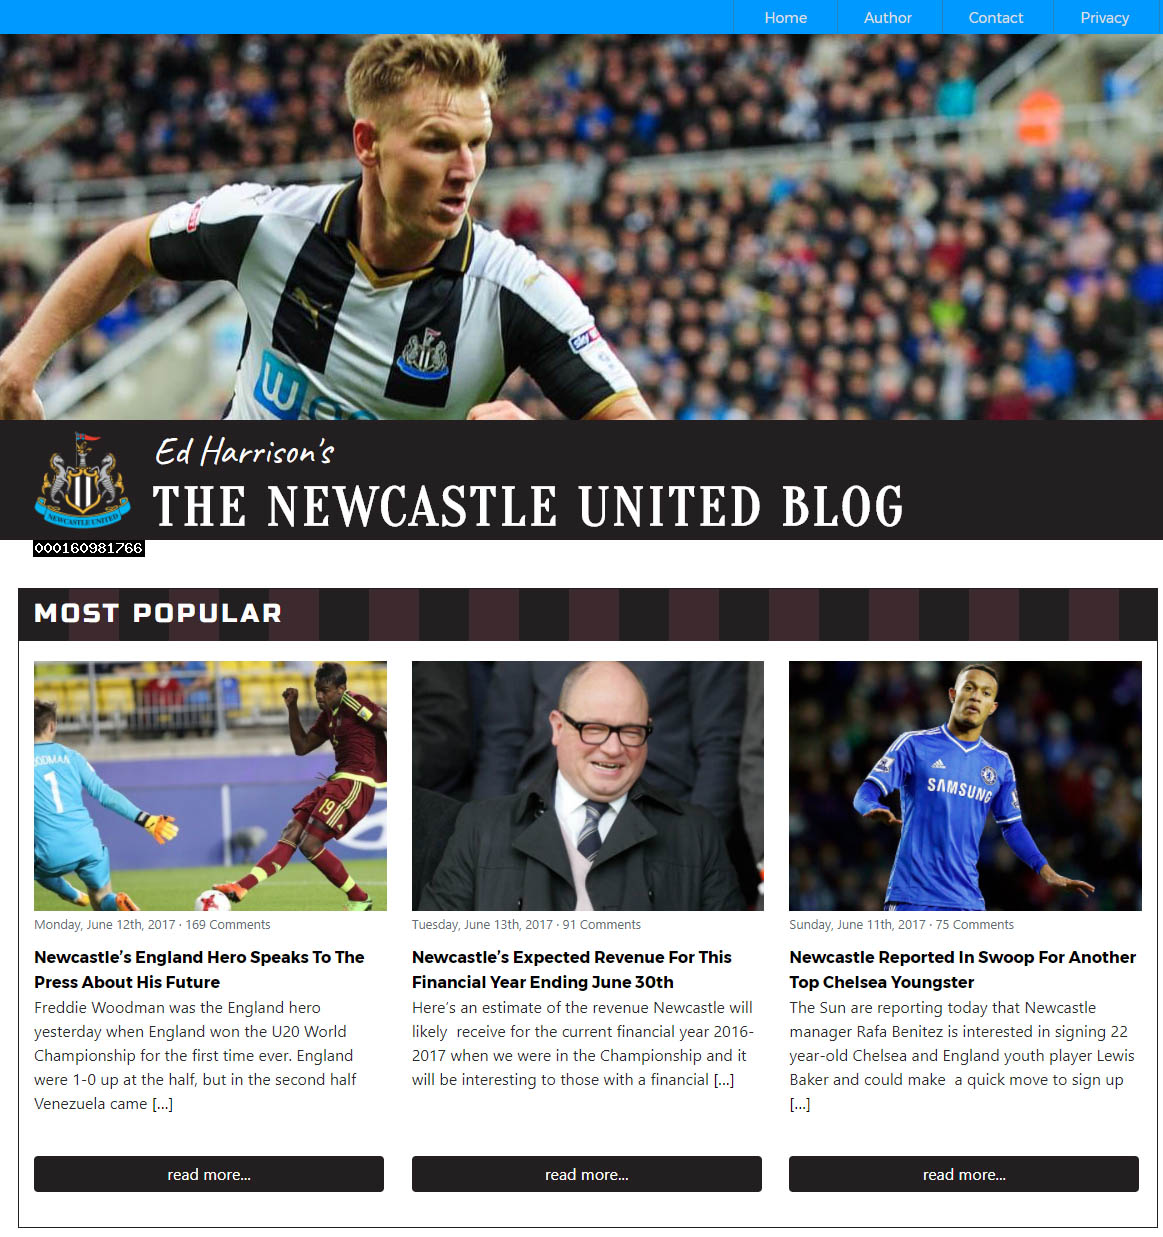 Home Author Contact Privacy
Ed Harrison's
THE NEWCASTLE UNITED BLOG
NEWCASTLE UNITED
000160981766
MOST POPULAR
1
19
SAMSUNG
Monday, June 12th, 2017 · 169 Comments
Newcastle’s England Hero Speaks To The
Press About His Future
Freddie Woodman was the England hero
yesterday when England won the U20 World
Championship for the first time ever. England
were 1-0 up at the half, but in the second half
Venezuela came [...]
read more...
Tuesday, June 13th, 2017 · 91 Comments
Newcastle’s Expected Revenue For This
Financial Year Ending June 30th
Here’s an estimate of the revenue Newcastle will
likely  receive for the current financial year 2016-
2017 when we were in the Championship and it
will be interesting to those with a financial [...]
read more...
Sunday, June 11th, 2017 · 75 Comments
Newcastle Reported In Swoop For Another
Top Chelsea Youngster
The Sun are reporting today that Newcastle
manager Rafa Benitez is interested in signing 22
year-old Chelsea and England youth player Lewis
Baker and could make  a quick move to sign up
[...]
read more...